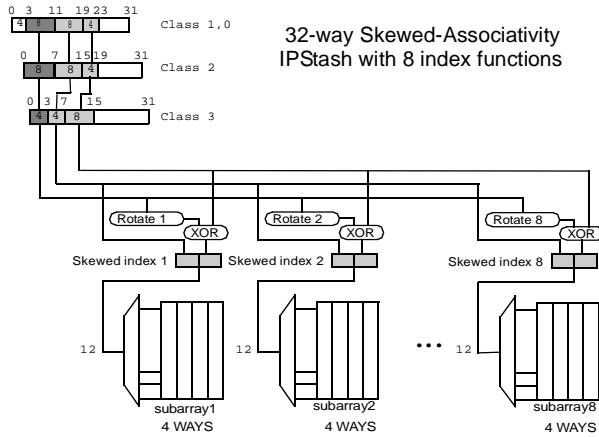 0 3 11 19 23 31
4 8 8 4
Class 1,0
0 7 15 19 31
8 8 4
Class 2
0 3 7 15 31
4 4 8
Class 3
32-way Skewed-Associativity
IPStash with 8 index functions
Rotate 1
XOR
Rotate 2
XOR
Rotate 8
XOR
Skewed index 1
Skewed index 2
Skewed index 8
12
12
... 12
subarray1
subarray2
subarray8
4 WAYS
4 WAYS
4 WAYS